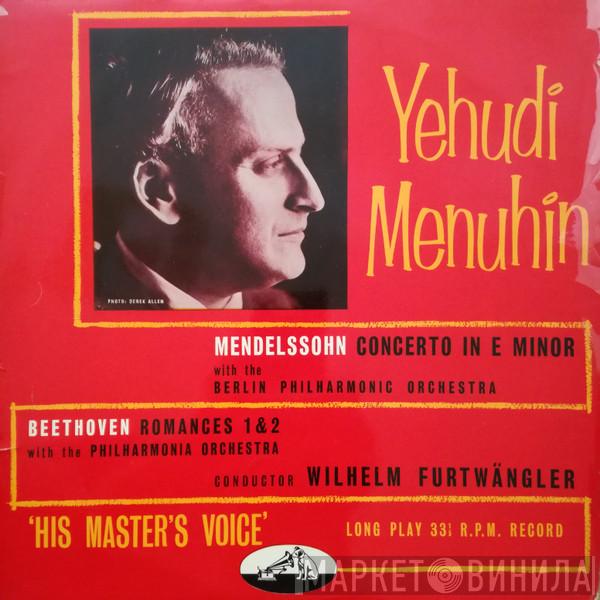 Yehudi
Menuhin
PHOTO: DEREK ALLEN
MENDELSSOHN CONCERTO IN E MINOR
with the
BERLIN PHILHARMONIC ORCHESTRA
BEETHOVEN ROMANCES 1 & 2
with the PHILHARMONIA ORCHESTRA
CONDUCTOR WILHELM FURTWÄNGLER
'HIS MASTER'S VOICE'
LONG PLAY 33⅓ R.P.M. RECORD
МАРКЕТ ВИНИЛА